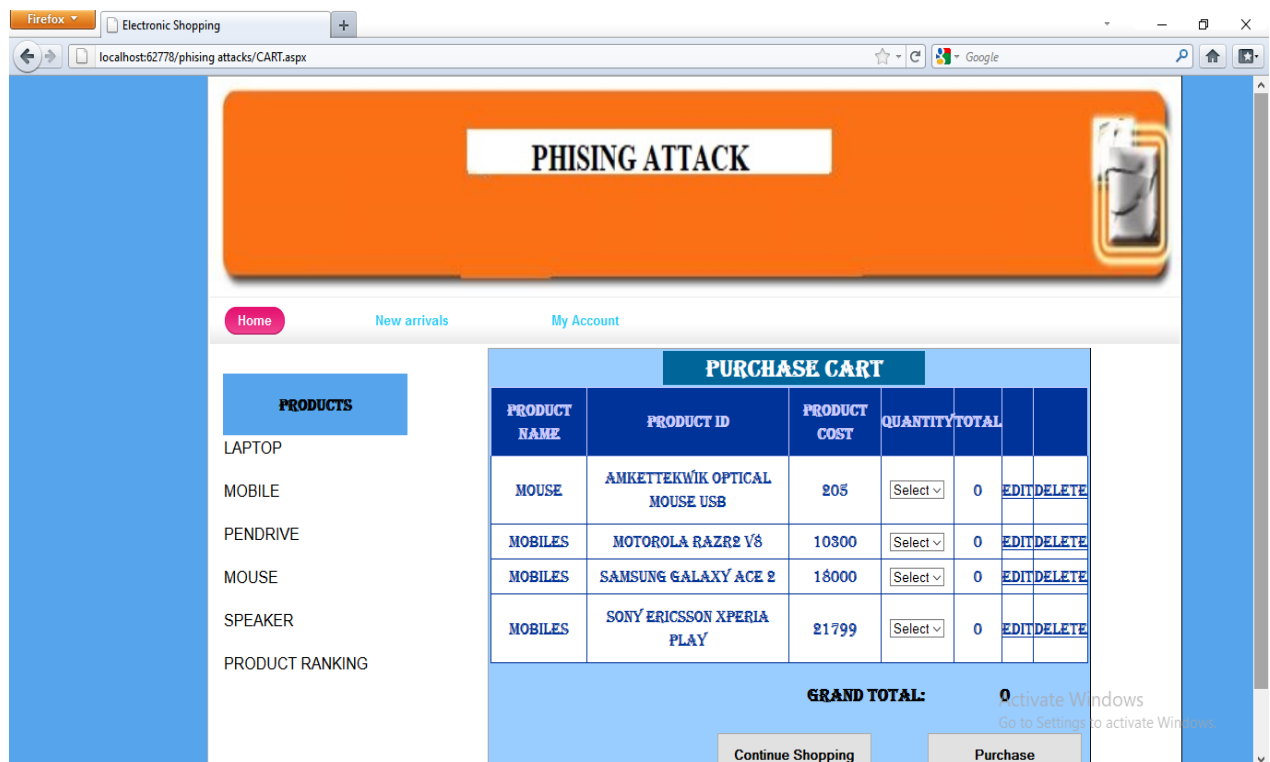 Firefox
Electronic Shopping
localhost:62778/phising attacks/CART.aspx
Google
PHISING ATTACK
Home New arrivals My Account
PRODUCTS
LAPTOP
MOBILE
PENDRIVE
MOUSE
SPEAKER
PRODUCT RANKING
PURCHASE CART
PRODUCT NAME PRODUCT ID PRODUCT COST QUANTITY TOTAL
MOUSE AMKETTEKWIK OPTICAL MOUSE USB 205 Select 0 EDIT DELETE
MOBILES MOTOROLA RAZR2 V8 10300 Select 0 EDIT DELETE
MOBILES SAMSUNG GALAXY ACE 2 18000 Select 0 EDIT DELETE
MOBILES SONY ERICSSON XPERIA PLAY 21799 Select 0 EDIT DELETE
GRAND TOTAL: 0
Activate Windows
Go to Settings to activate Windows.
Continue Shopping Purchase